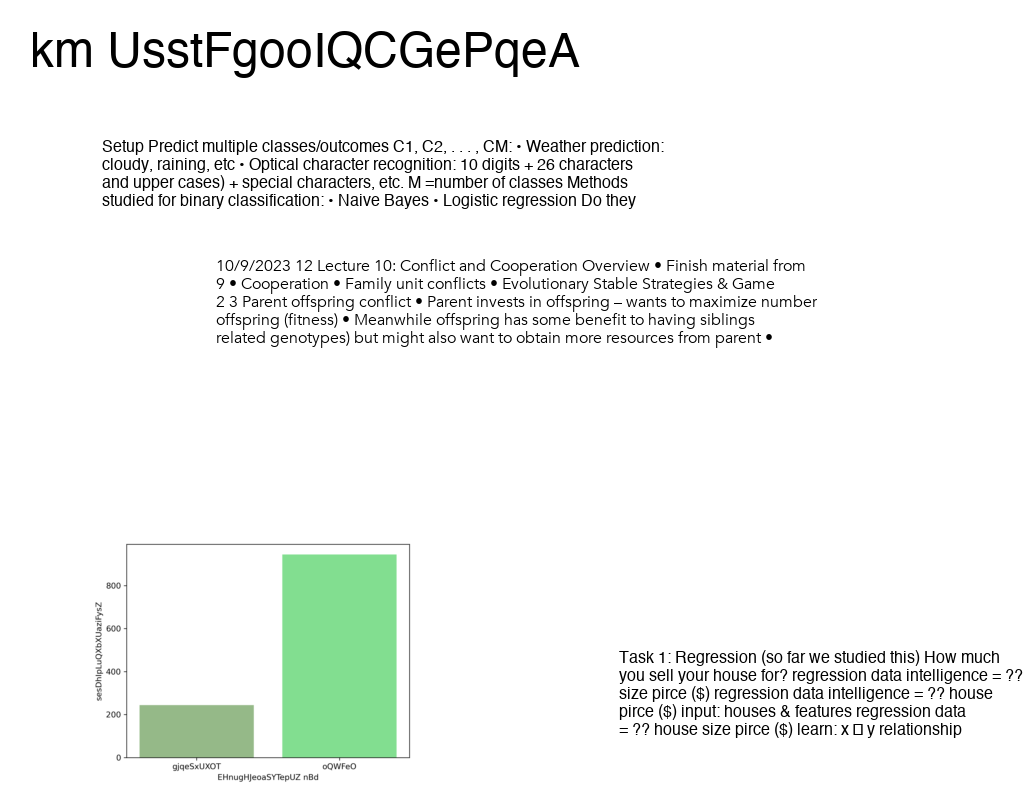 km UsstFgooIQCGePqeA
Setup Predict multiple classes/outcomes C1, C2, . . . , CM: • Weather prediction:
cloudy, raining, etc • Optical character recognition: 10 digits + 26 characters
and upper cases) + special characters, etc. M =number of classes Methods
studied for binary classification: • Naive Bayes • Logistic regression Do they
10/9/2023 12 Lecture 10: Conflict and Cooperation Overview • Finish material from
9 • Cooperation • Family unit conflicts • Evolutionary Stable Strategies & Game
2 3 Parent offspring conflict • Parent invests in offspring – wants to maximize number
offspring (fitness) • Meanwhile offspring has some benefit to having siblings
related genotypes) but might also want to obtain more resources from parent •
800
600
400
200
0
sesDhlpLuQXbXUaziFysZ
gjqeSxUXOT oQWFeO
EHnugHJeoaSYTepUZ nBd
Task 1: Regression (so far we studied this) How much
you sell your house for? regression data intelligence = ??
size pirce ($) regression data intelligence = ?? house
pirce ($) input: houses & features regression data
= ?? house size pirce ($) learn: x □ y relationship